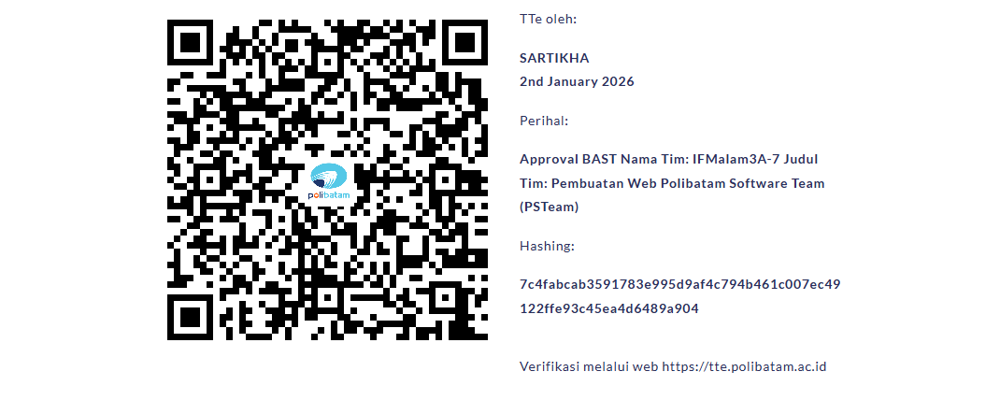 TTe oleh:
SARTIKHA
2nd January 2026
Perihal:
Approval BAST Nama Tim: IFMalam3A-7 Judul
Tim: Pembuatan Web Polibatam Software Team
(PSTeam)
Hashing:
7c4fabcab3591783e995d9af4c794b461c007ec49
122ffe93c45ea4d6489a904
Verifikasi melalui web https://tte.polibatam.ac.id
polibatam